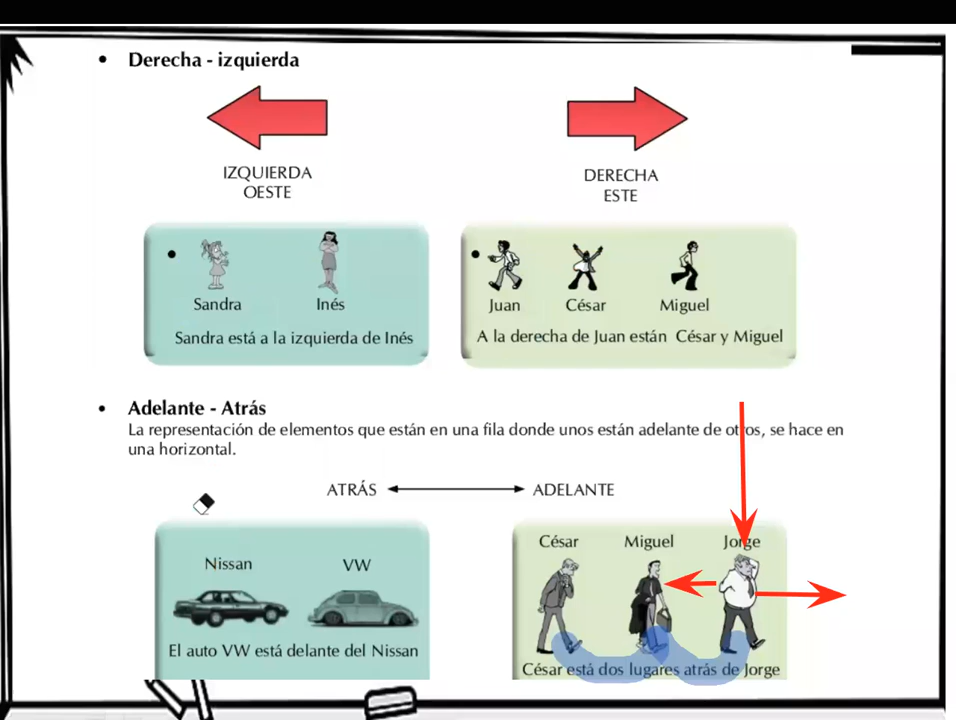 Derecha - izquierda
IZQUIERDA
OESTE
DERECHA
ESTE
Sandra
Inés
Sandra está a la izquierda de Inés
Juan
César
Miguel
A la derecha de Juan están César y Miguel
Adelante - Atrás
La representación de elementos que están en una fila donde unos están adelante de otros, se hace en
una horizontal.
ATRÁS
ADELANTE
Nissan
VW
El auto VW está delante del Nissan
César
Miguel
Jorge
César está dos lugares atrás de Jorge